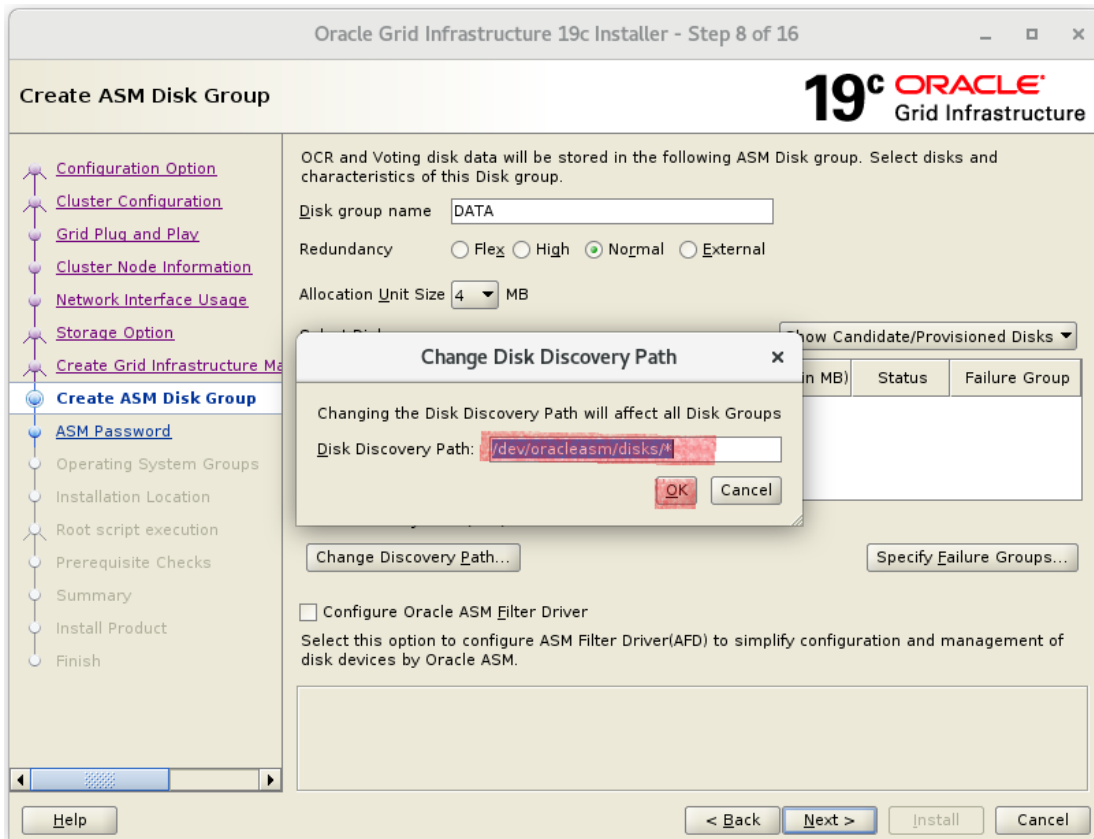 Oracle Grid Infrastructure 19c Installer - Step 8 of 16
Create ASM Disk Group
19c ORACLE
Grid Infrastructure
Configuration Option
Cluster Configuration
Grid Plug and Play
Cluster Node Information
Network Interface Usage
Storage Option
Create Grid Infrastructure Ma
Create ASM Disk Group
ASM Password
Operating System Groups
Installation Location
Root script execution
Prerequisite Checks
Summary
Install Product
Finish
OCR and Voting disk data will be stored in the following ASM Disk group. Select disks and
characteristics of this Disk group.
Disk group name DATA
Redundancy Flex High Normal External
Allocation Unit Size 4 MB
how Candidate/Provisioned Disks
in MB) Status Failure Group
Change Disk Discovery Path
Changing the Disk Discovery Path will affect all Disk Groups
Disk Discovery Path: /dev/oracleasm/disks/*
OK Cancel
Change Discovery Path... Specify Failure Groups...
Configure Oracle ASM Filter Driver
Select this option to configure ASM Filter Driver(AFD) to simplify configuration and management of
disk devices by Oracle ASM.
Help < Back Next > Install Cancel